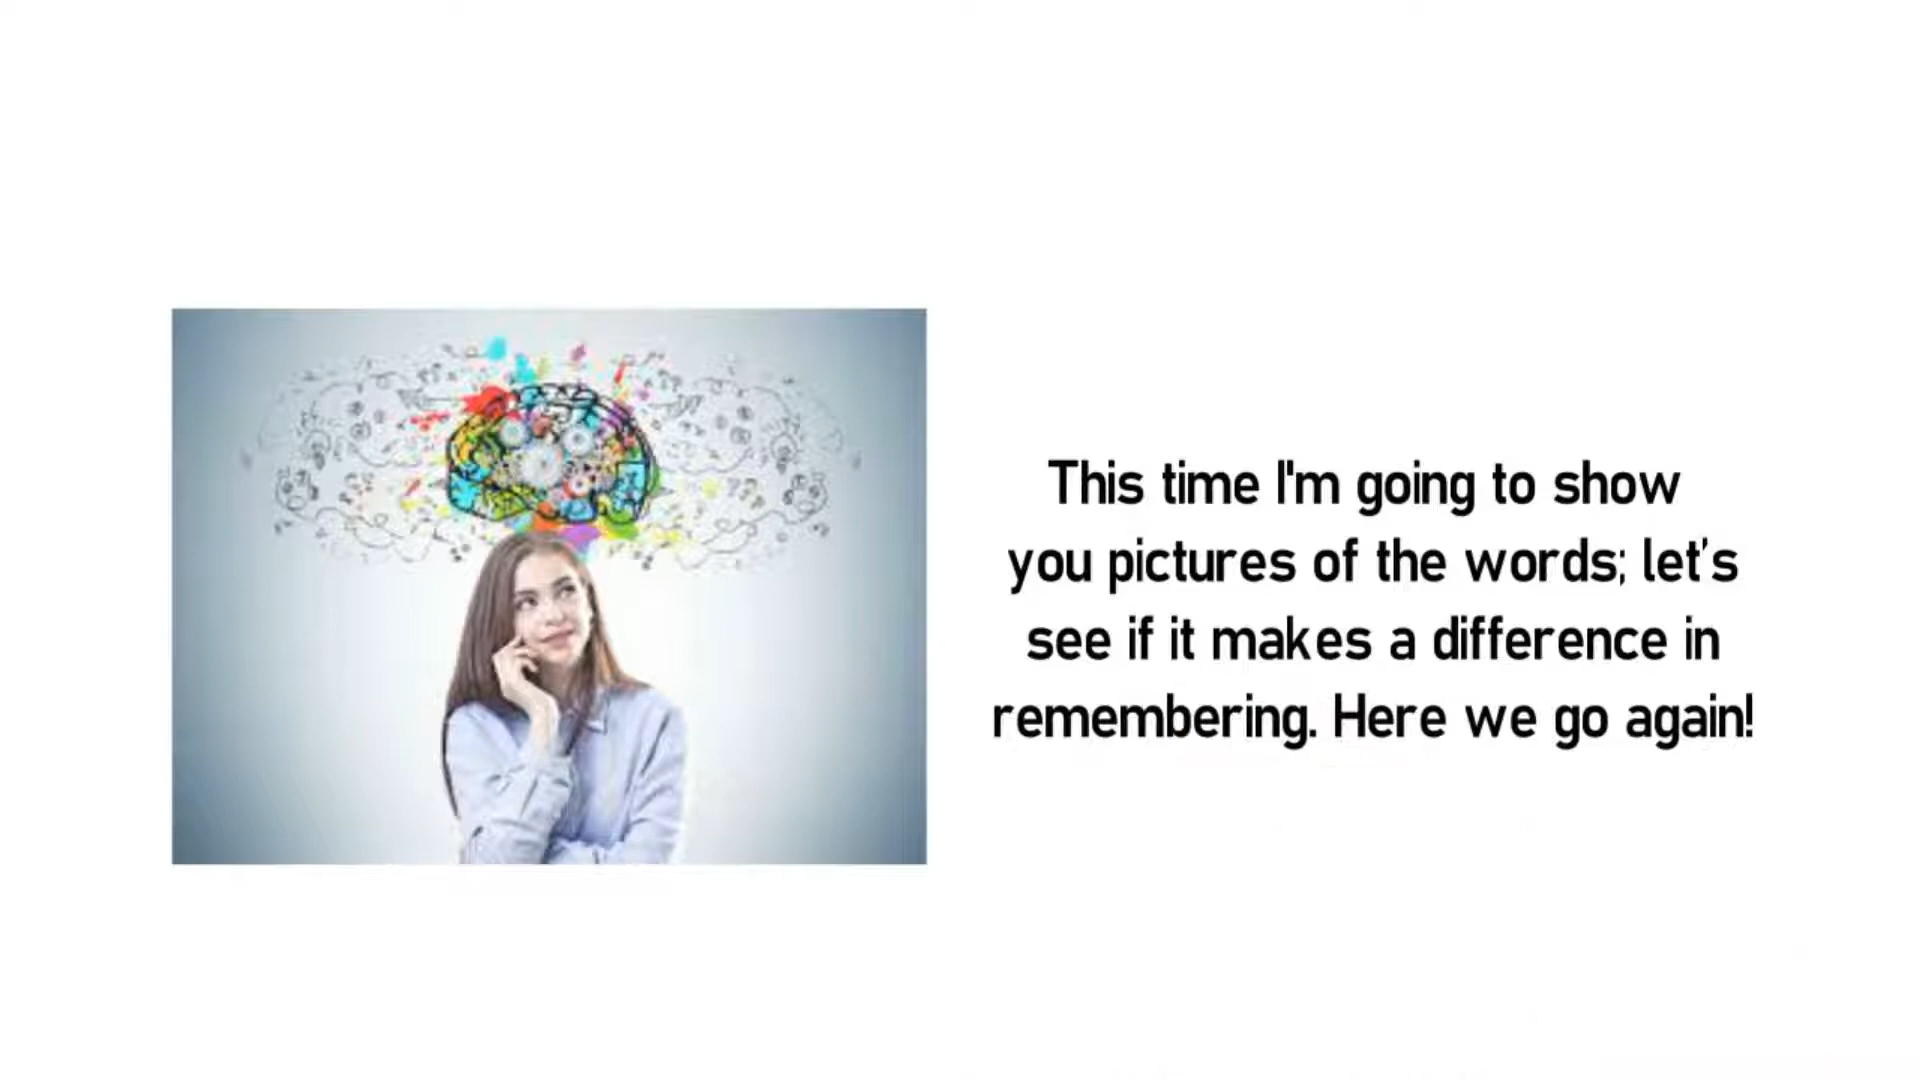 This time I'm going to show
you pictures of the words; let's
see if it makes a difference in
remembering. Here we go again!